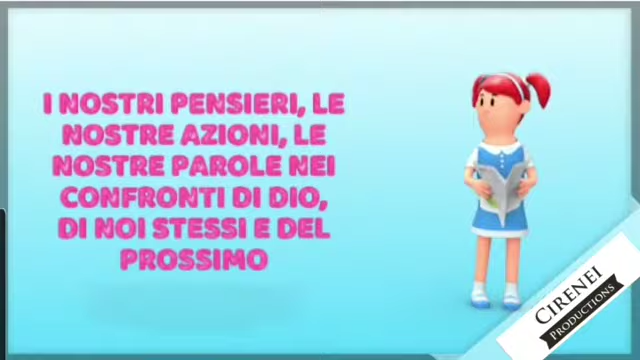 I NOSTRI PENSIERI, LE
NOSTRE AZIONI, LE
NOSTRE PAROLE NEI
CONFRONTI DI DIO,
DI NOI STESSI E DEL
PROSSIMO
CIRENEI
PRODUCTIONS